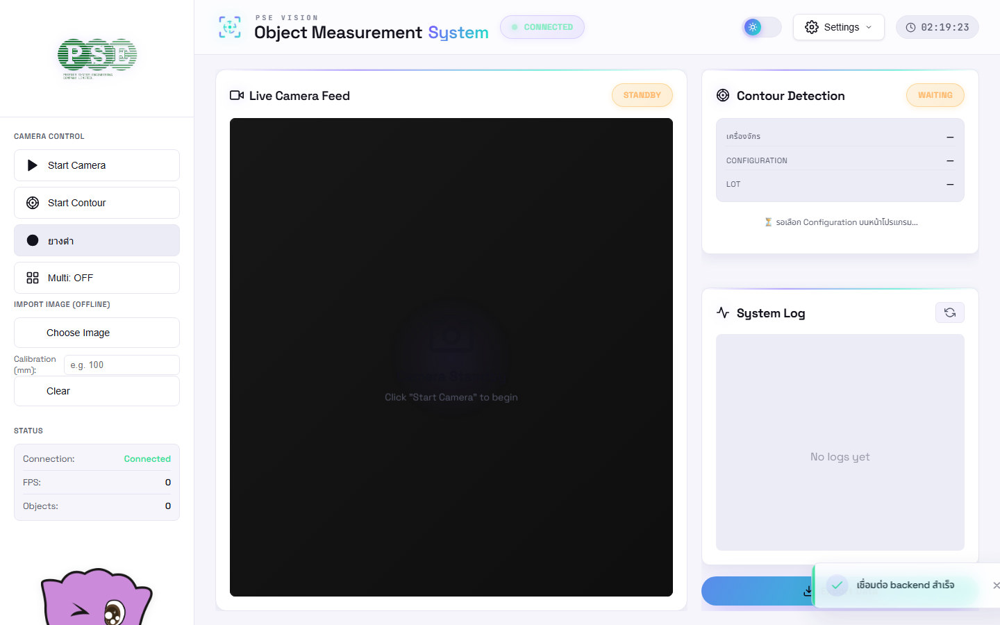 PSE
PREMIER SYSTEM ENGINEERING
COMPANY LIMITED.
CAMERA CONTROL
Start Camera
Start Contour
ยางดำ
Multi: OFF
IMPORT IMAGE (OFFLINE)
Choose Image
Calibration
(mm):
e.g. 100
Clear
STATUS
Connection: Connected
FPS: 0
Objects: 0
PSE VISION
Object Measurement System
CONNECTED
Settings
02:19:23
Live Camera Feed
STANDBY
Click "Start Camera" to begin
Contour Detection
WAITING
เครื่องจักร —
CONFIGURATION —
LOT —
⏳ รอเลือก Configuration บนหน้าโปรแกรม...
System Log
No logs yet
เชื่อมต่อ backend สำเร็จ